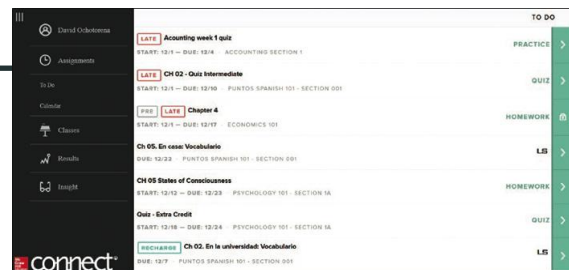 TO DO
David Ochotorena
Assignments
To Do
Calendar
Classes
Results
Insight
Mc Graw Hill Education
connect®
LATE Acounting week 1 quiz
START: 12/1 — DUE: 12/4 · ACCOUNTING SECTION 1
PRACTICE
LATE CH 02 - Quiz Intermediate
START: 12/1 — DUE: 12/10 · PUNTOS SPANISH 101 - SECTION 001
QUIZ
PRE LATE Chapter 4
START: 12/1 — DUE: 12/17 · ECONOMICS 101
HOMEWORK
Ch 05. En casa: Vocabulario
DUE: 12/22 · PUNTOS SPANISH 101 - SECTION 001
LS
CH 05 States of Consciousness
START: 12/12 — DUE: 12/23 · PSYCHOLOGY 101 - SECTION 1A
HOMEWORK
Quiz - Extra Credit
START: 12/16 — DUE: 12/24 · PSYCHOLOGY 101 - SECTION 1A
QUIZ
RECHARGE Ch 02. En la universidad: Vocabulario
DUE: 12/7 · PUNTOS SPANISH 101 - SECTION 001
LS